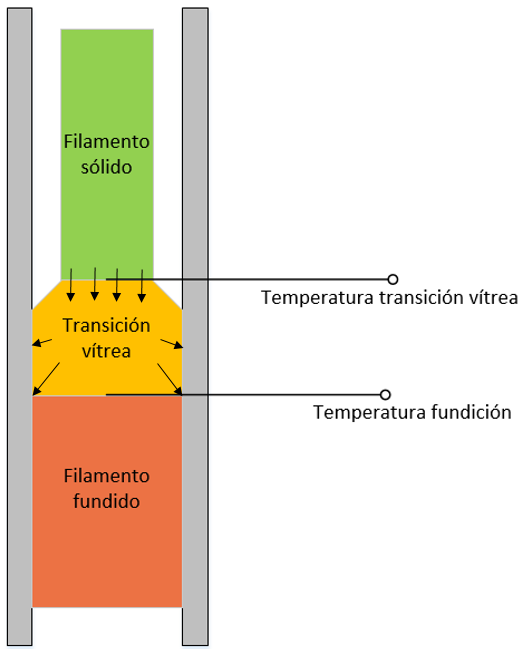 Filamento
sólido
Temperatura transición vítrea
Transición
vítrea
Temperatura fundición
Filamento
fundido